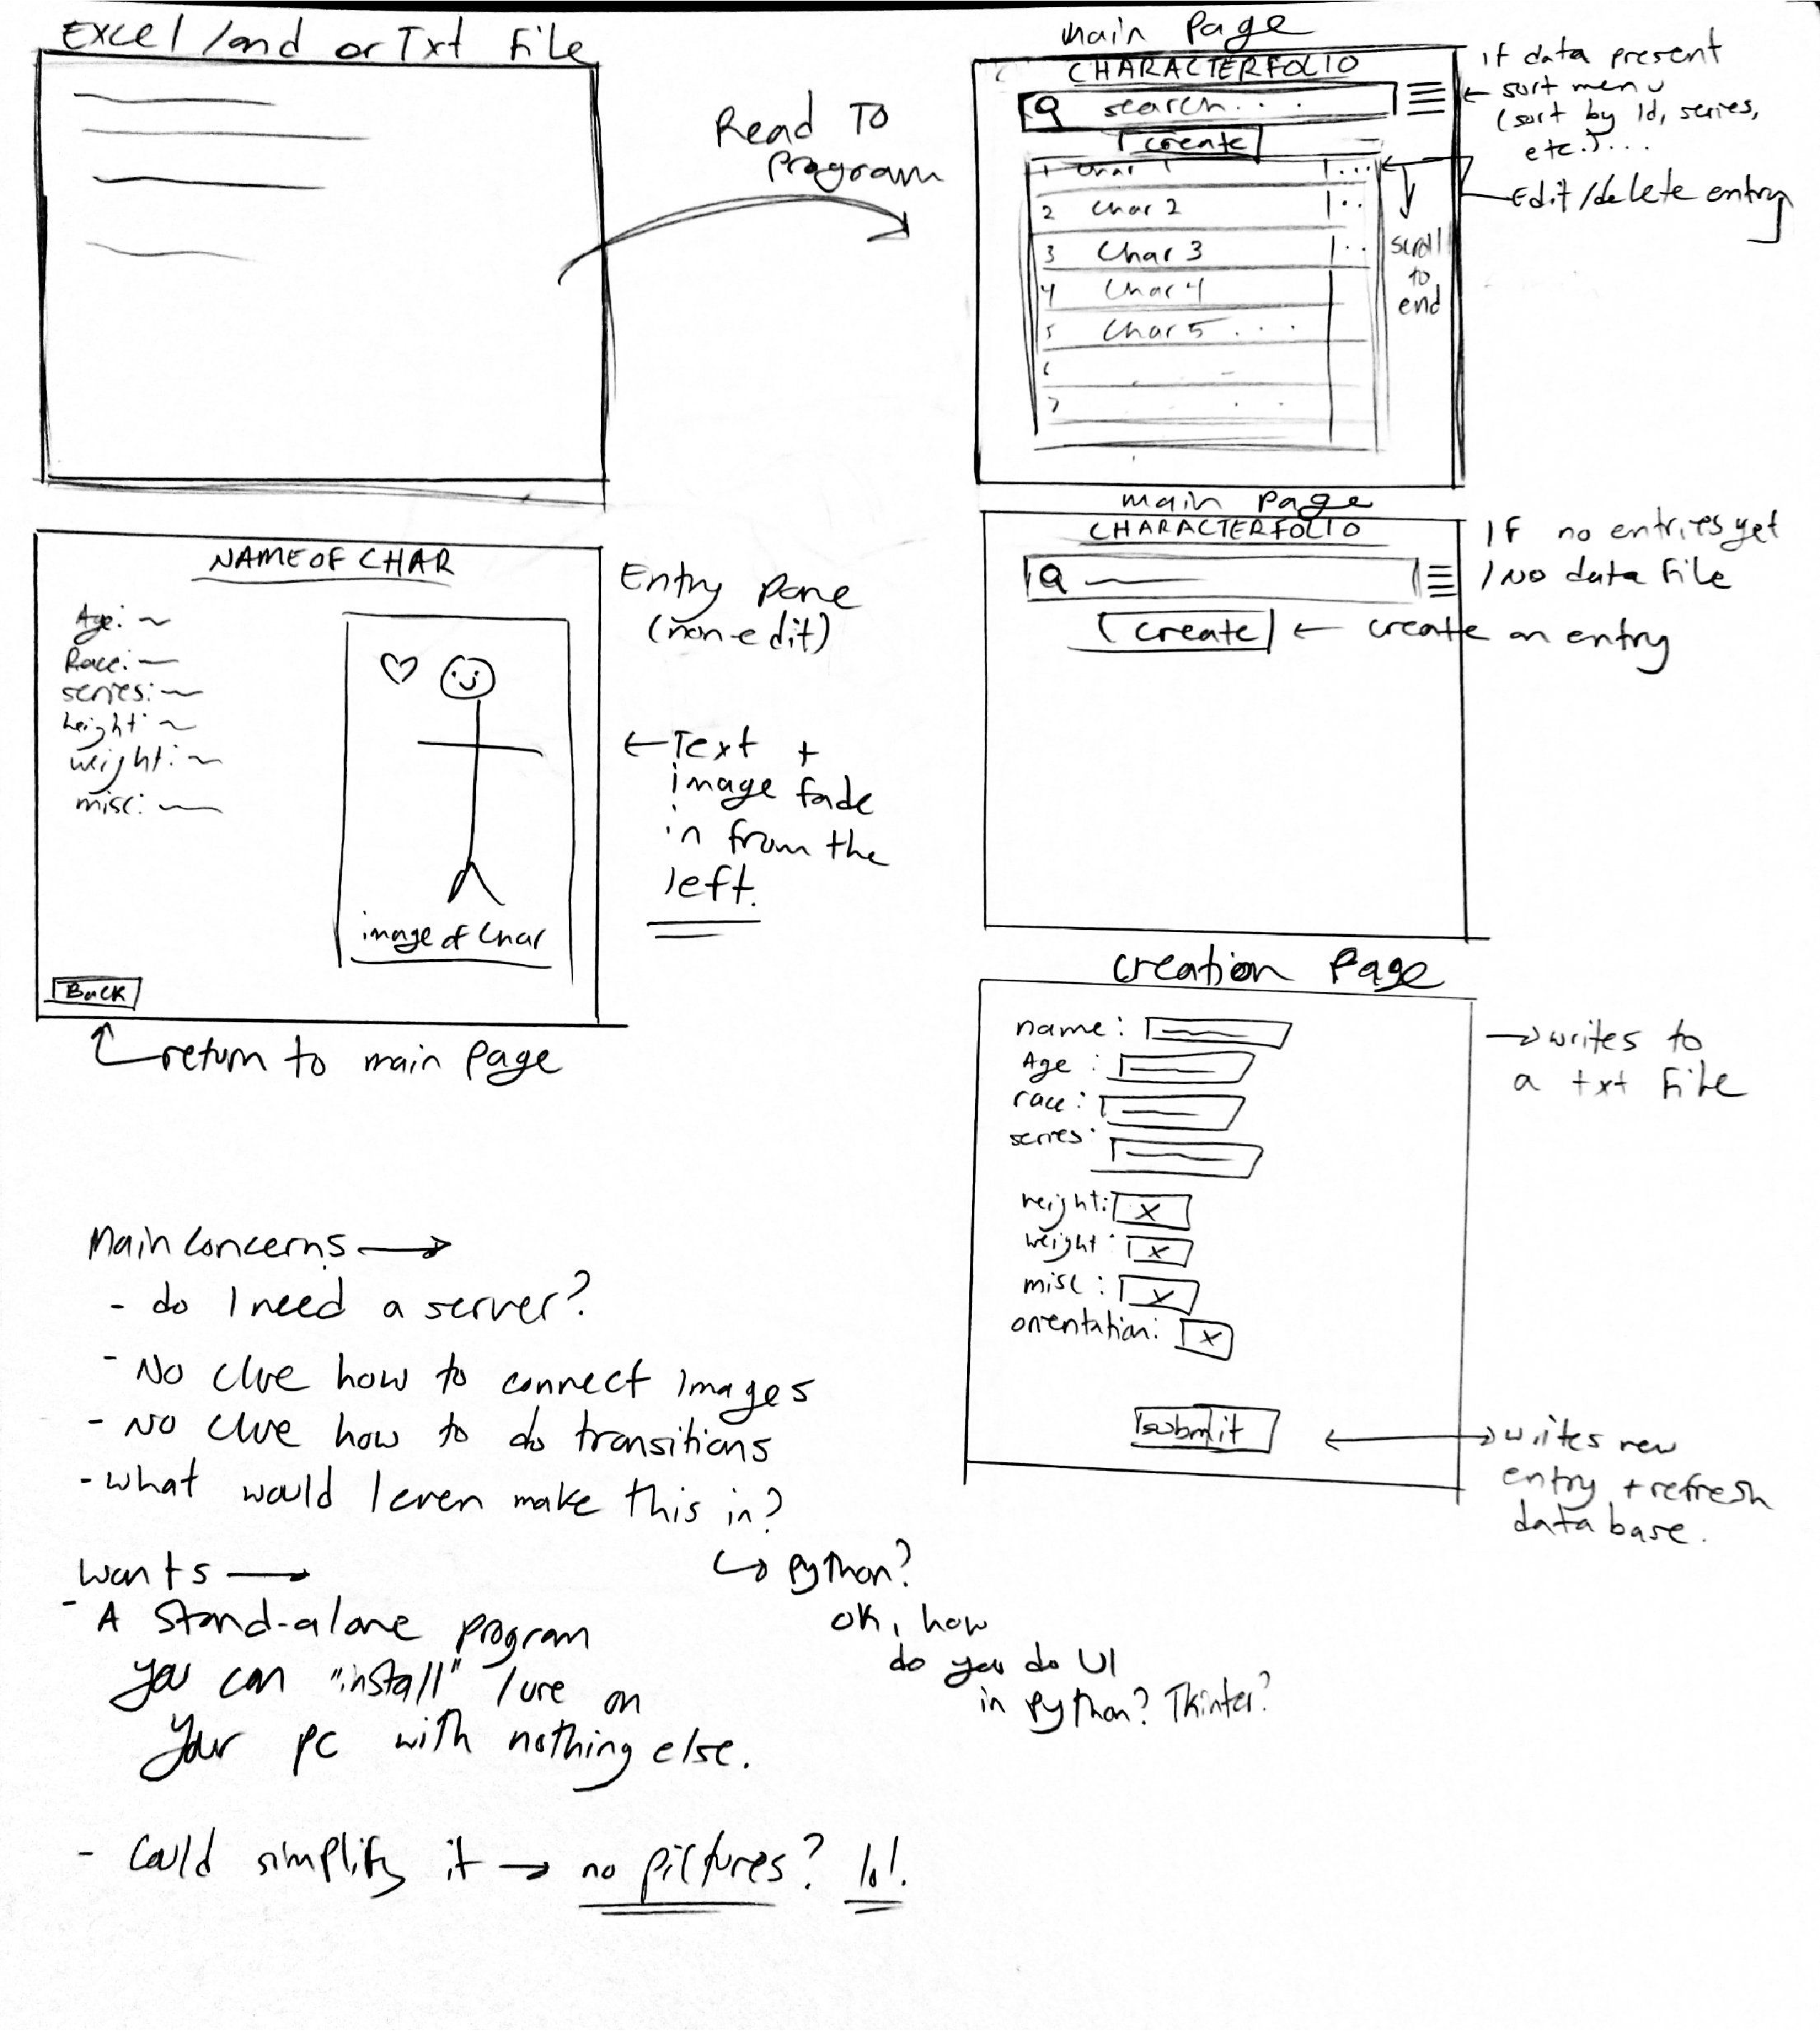 Excel/and or Txt File
Read To
Program
main Page
CHARACTERFOLIO
search...
create
1 Char 1 ...
2 Char 2 ..
3 Char 3 ..
4 Char 4
5 Char 5 ....
6
7
If data present
← sort menu
(sort by Id, series,
etc.)...
Edit/delete entry
scroll
to
end
NAME OF CHAR
Age:
Race:
series:
height:
weight:
misc:
image of Char
Back
return to main page
Entry Pane
(non-edit)
← Text +
image fade
in from the
left.
main page
CHARACTERFOLIO
create
← create an entry
IF no entries yet
/ No data File
Creation Page
name:
Age:
race:
series:
height: x
weight: x
misc: x
orientation: x
submit
→ writes to
a txt File
→ writes new
entry + refresh
database.
Main Concerns →
- do I need a server?
- No clue how to connect images
- No clue how to do transitions
- what would I even make this in?
↳ Python?
ok, how
do you do UI
in Python? Tkinter?
Wants →
- A stand-alone program
you can "install" / use on
your pc with nothing else.
- Could simplify it → no pictures? lol.